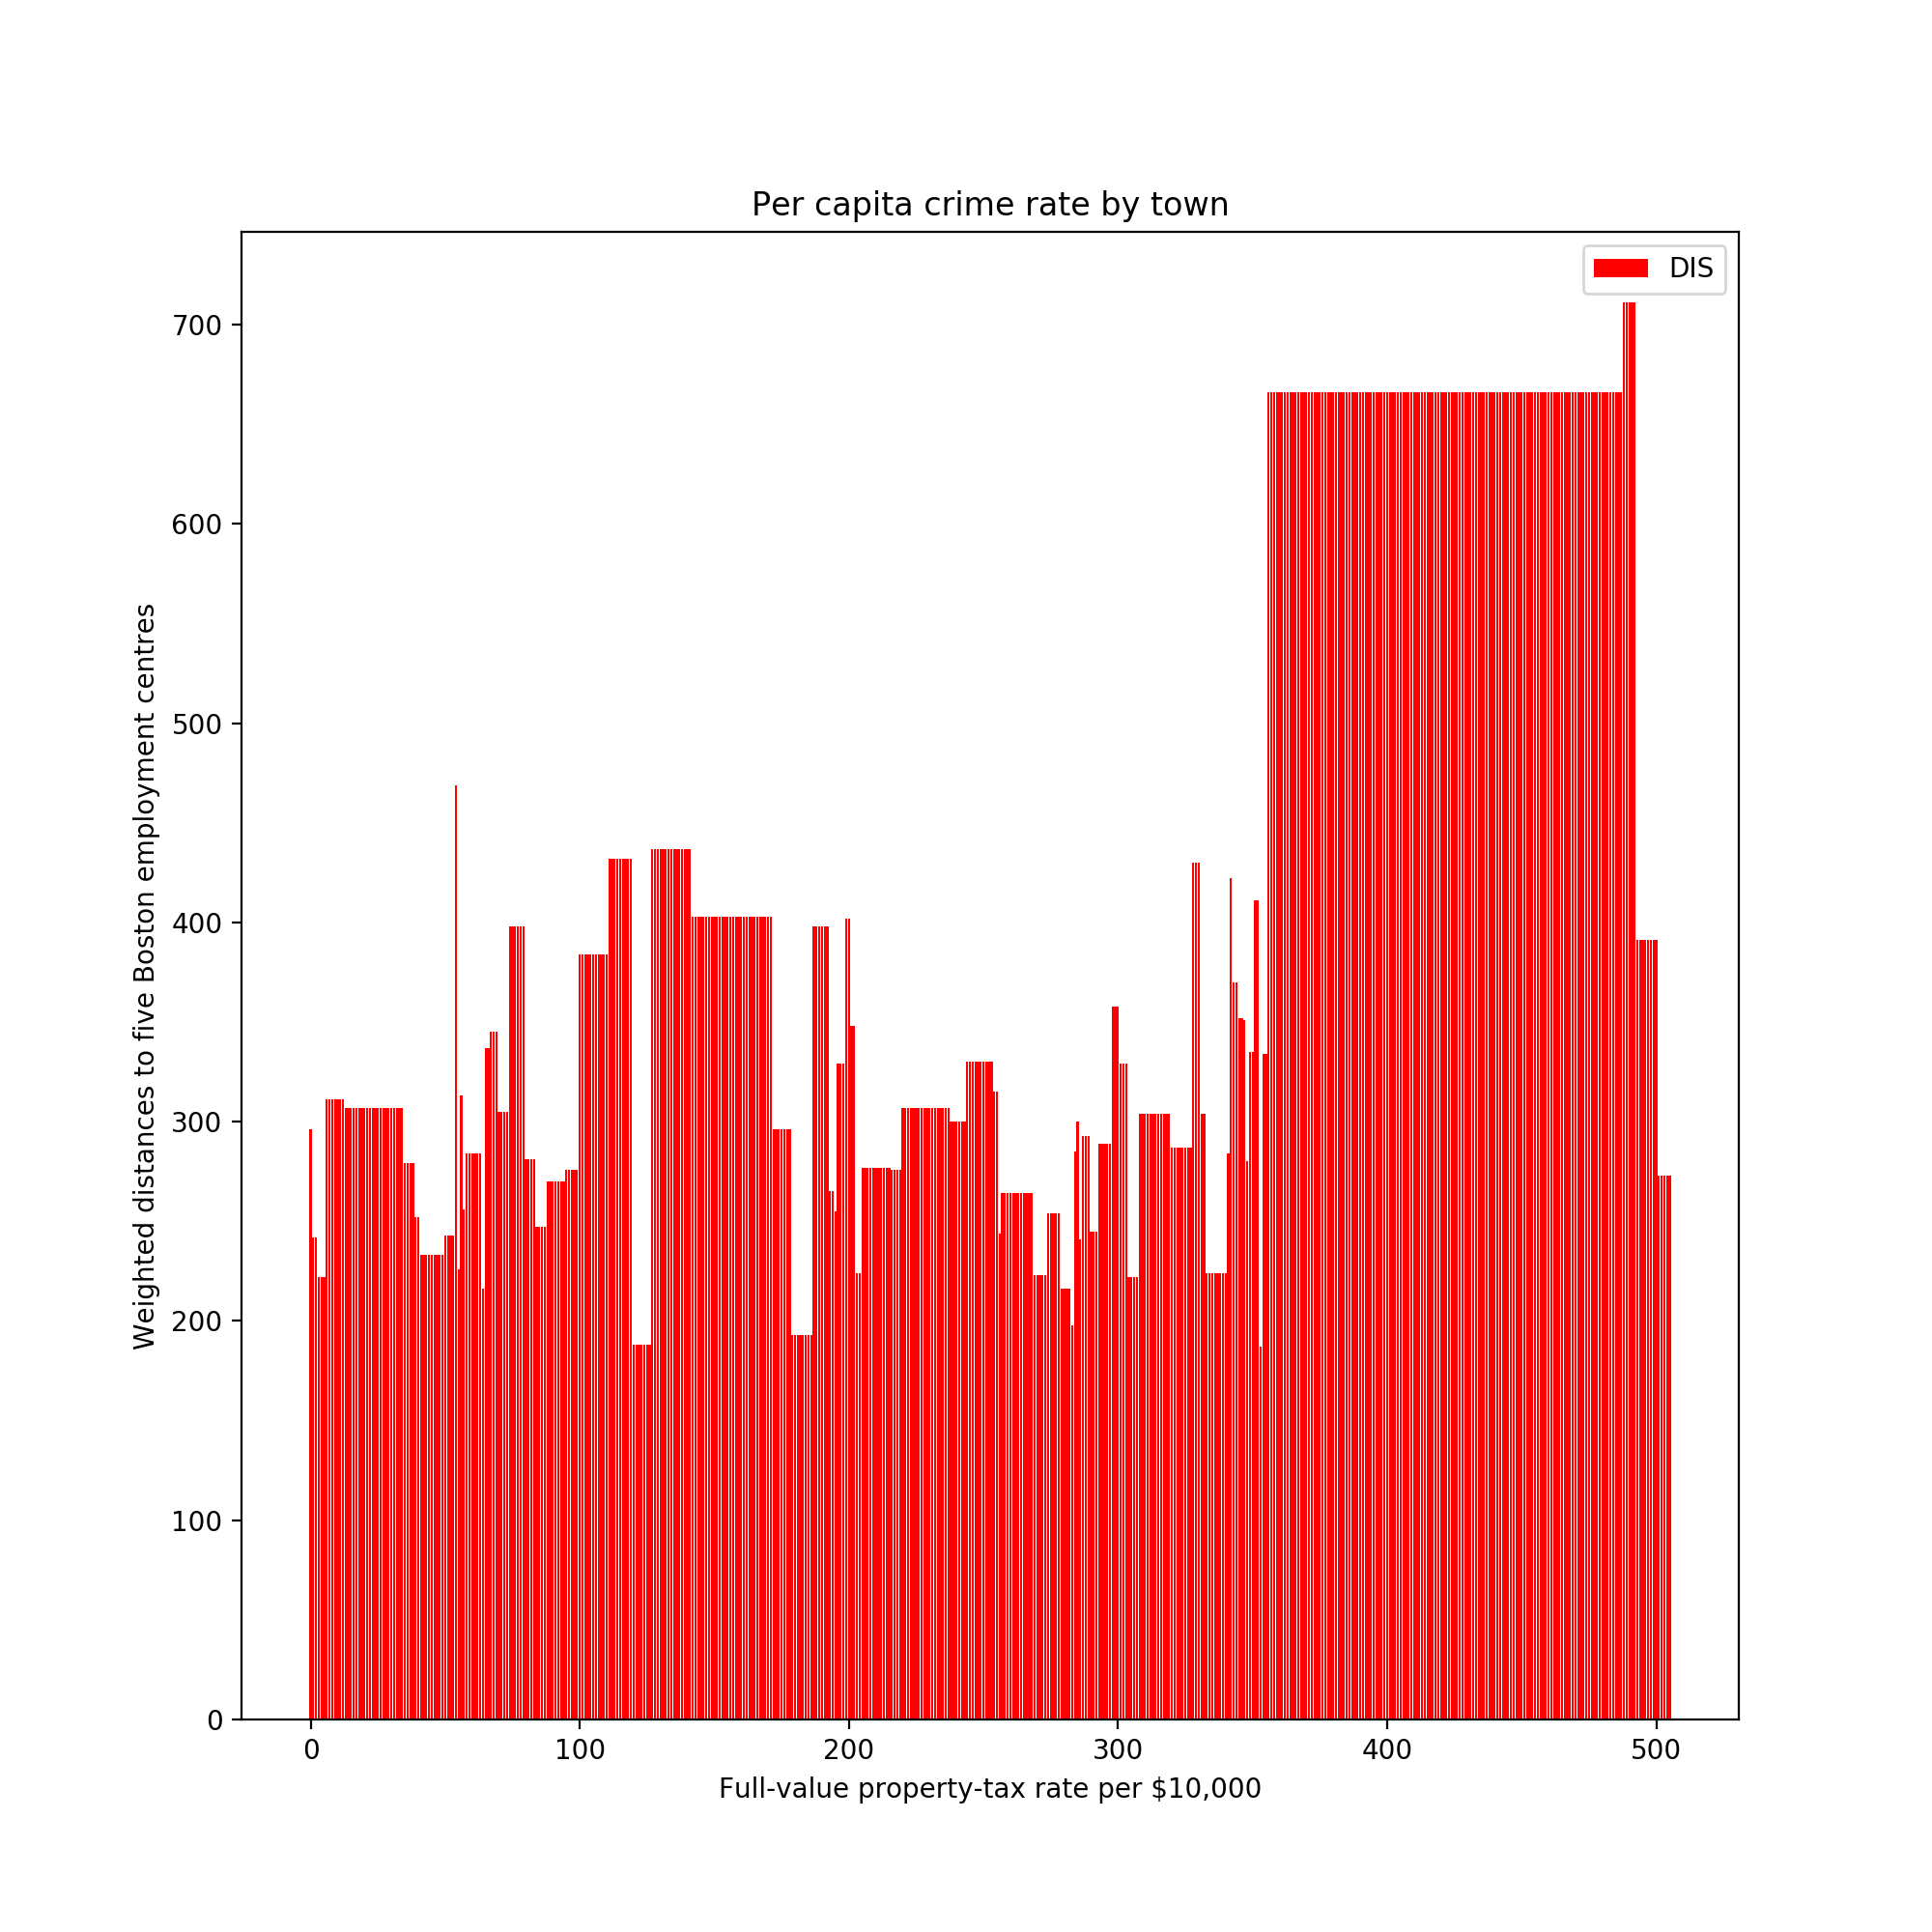 Per capita crime rate by town
DIS
700
600
500
400
300
200
100
0
Weighted distances to five Boston employment centres
0 100 200 300 400 500
Full-value property-tax rate per $10,000